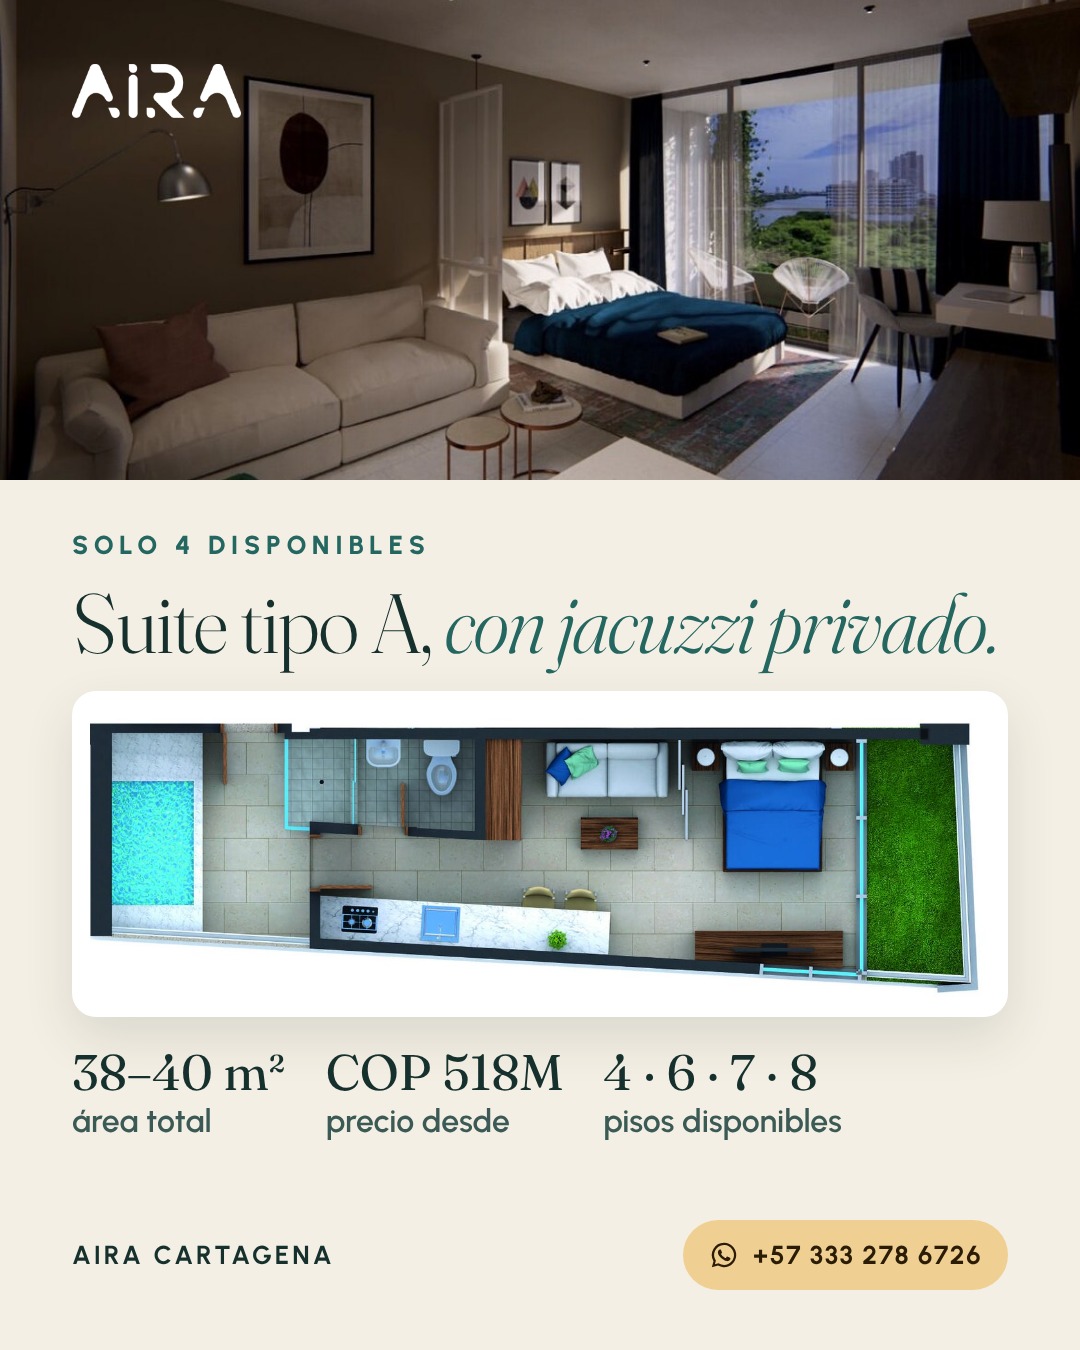 AiRA
SOLO 4 DISPONIBLES
Suite tipo A, con jacuzzi privado.
38–40 m² COP 518M 4 · 6 · 7 · 8
área total precio desde pisos disponibles
AIRA CARTAGENA +57 333 278 6726